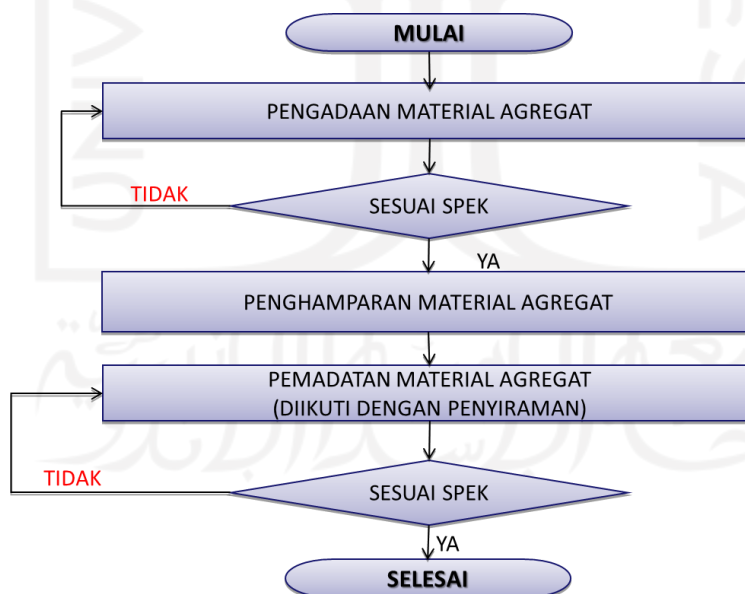 MULAI
PENGADAAN MATERIAL AGREGAT
TIDAK
SESUAI SPEK
YA
PENGHAMPARAN MATERIAL AGREGAT
PEMADATAN MATERIAL AGREGAT
(DIIKUTI DENGAN PENYIRAMAN)
TIDAK
SESUAI SPEK
YA
SELESAI